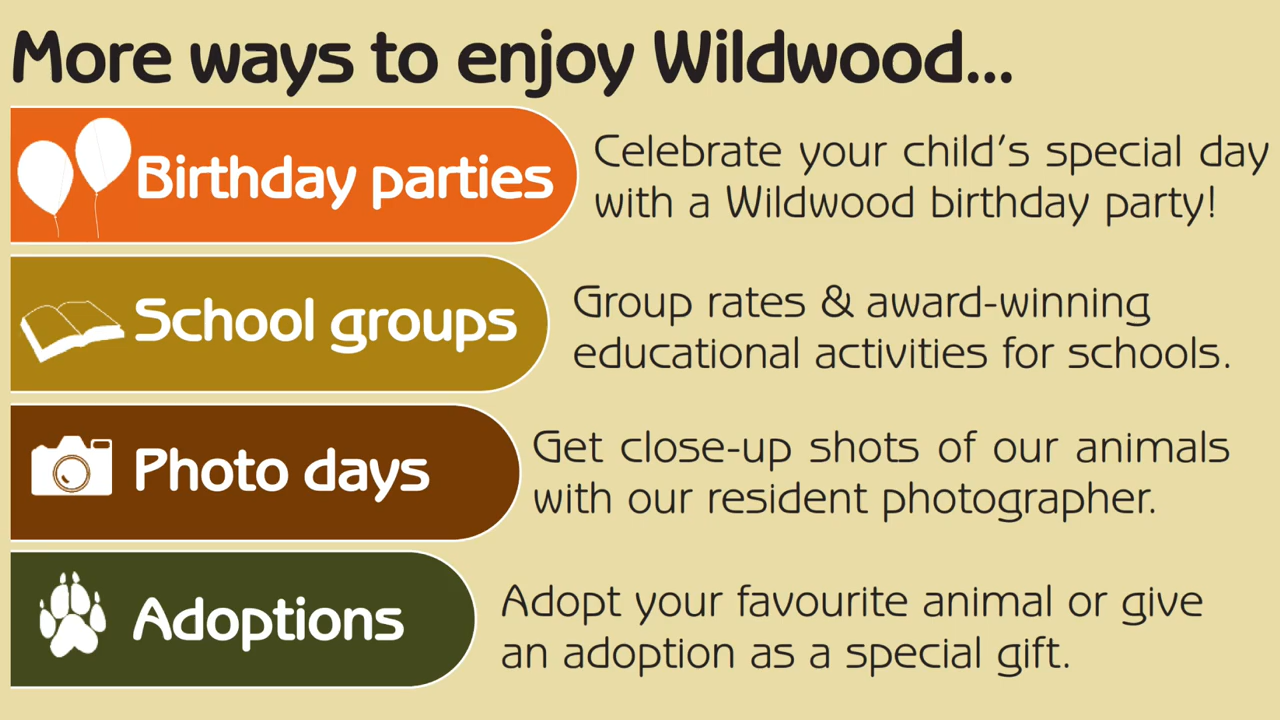 More ways to enjoy Wildwood...
Birthday parties
Celebrate your child's special day
with a Wildwood birthday party!
School groups
Group rates & award-winning
educational activities for schools.
Photo days
Get close-up shots of our animals
with our resident photographer.
Adoptions
Adopt your favourite animal or give
an adoption as a special gift.